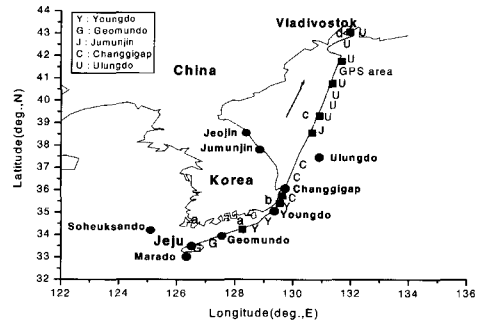 Vladivostok
Y : Youngdo
G : Geomundo
J : Jumunjin
C : Changgigap
U : Ulungdo
d
U
U
U
GPS area
U
U
U
U
China
C
J
Jeojin
Jumunjin
U
Ulungdo
C
Korea
C
Changgigap
b
C
Youngdo
Y
a
a
Y
Soheuksando
Jeju
G
Geomundo
G
Marado
Latitude(deg.,N)
44
43
42
41
40
39
38
37
36
35
34
33
32
122
124
126
128
130
132
134
136
Longitude(deg.,E)